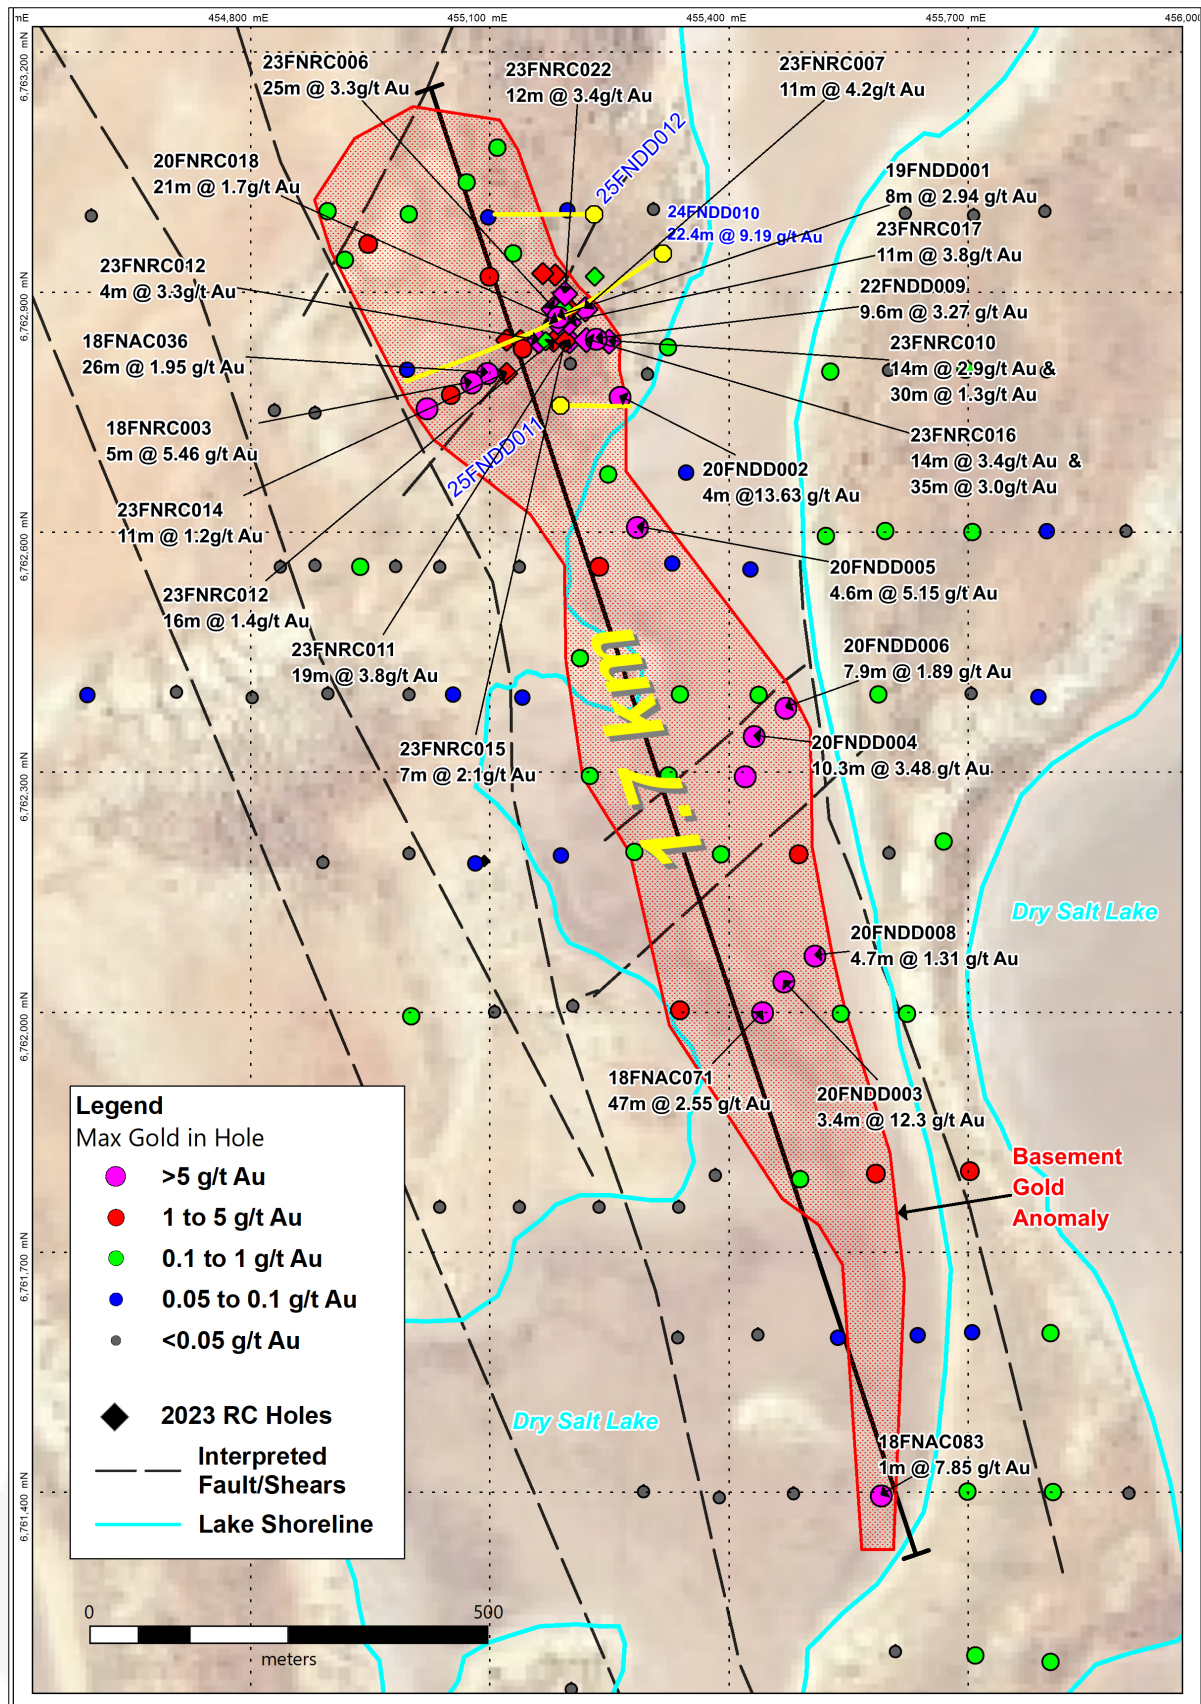 mE
454,800 mE
455,100 mE
455,400 mE
455,700 mE
456,000
6,763,200 mN
6,762,900 mN
6,762,600 mN
6,762,300 mN
6,762,000 mN
6,761,700 mN
6,761,400 mN
23FNRC006
25m @ 3.3g/t Au
23FNRC022
12m @ 3.4g/t Au
23FNRC007
11m @ 4.2g/t Au
20FNRC018
21m @ 1.7g/t Au
25FNDD012
24FNDD010
22.4m @ 9.19 g/t Au
19FNDD001
8m @ 2.94 g/t Au
23FNRC017
11m @ 3.8g/t Au
23FNRC012
4m @ 3.3g/t Au
22FNDD009
9.6m @ 3.27 g/t Au
18FNAC036
26m @ 1.95 g/t Au
23FNRC010
14m @ 2.9g/t Au &
30m @ 1.3g/t Au
18FNRC003
5m @ 5.46 g/t Au
25FNDD011
23FNRC016
14m @ 3.4g/t Au &
35m @ 3.0g/t Au
20FNDD002
4m @13.63 g/t Au
23FNRC014
11m @ 1.2g/t Au
20FNDD005
4.6m @ 5.15 g/t Au
23FNRC012
16m @ 1.4g/t Au
23FNRC011
19m @ 3.8g/t Au
20FNDD006
7.9m @ 1.89 g/t Au
23FNRC015
7m @ 2.1g/t Au
20FNDD004
10.3m @ 3.48 g/t Au
1.7 km
Dry Salt Lake
20FNDD008
4.7m @ 1.31 g/t Au
18FNAC071
47m @ 2.55 g/t Au
20FNDD003
3.4m @ 12.3 g/t Au
Basement
Gold
Anomaly
Legend
Max Gold in Hole
>5 g/t Au
1 to 5 g/t Au
0.1 to 1 g/t Au
0.05 to 0.1 g/t Au
<0.05 g/t Au
2023 RC Holes
Interpreted
Fault/Shears
Lake Shoreline
Dry Salt Lake
18FNAC083
1m @ 7.85 g/t Au
0
500
meters